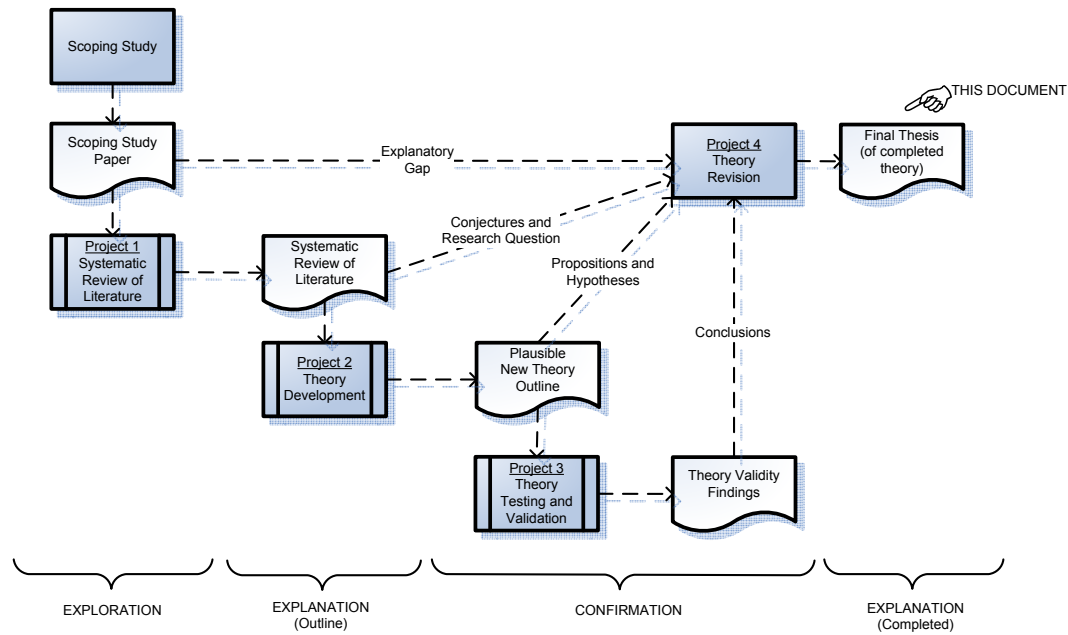 Scoping Study
THIS DOCUMENT
Scoping Study
Paper
Explanatory
Gap
Project 4
Theory
Revision
Final Thesis
(of completed
theory)
Conjectures and
Research Question
Project 1
Systematic
Review of
Literature
Systematic
Review of
Literature
Propositions and
Hypotheses
Conclusions
Project 2
Theory
Development
Plausible
New Theory
Outline
Project 3
Theory
Testing and
Validation
Theory Validity
Findings
EXPLORATION
EXPLANATION
(Outline)
CONFIRMATION
EXPLANATION
(Completed)